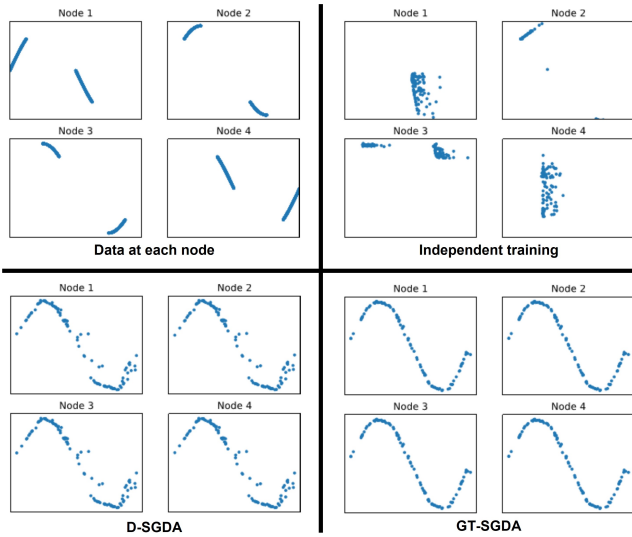 Node 1
Node 2
Node 3
Node 4
Data at each node
Node 1
Node 2
Node 3
Node 4
Independent training
Node 1
Node 2
Node 3
Node 4
D-SGDA
Node 1
Node 2
Node 3
Node 4
GT-SGDA